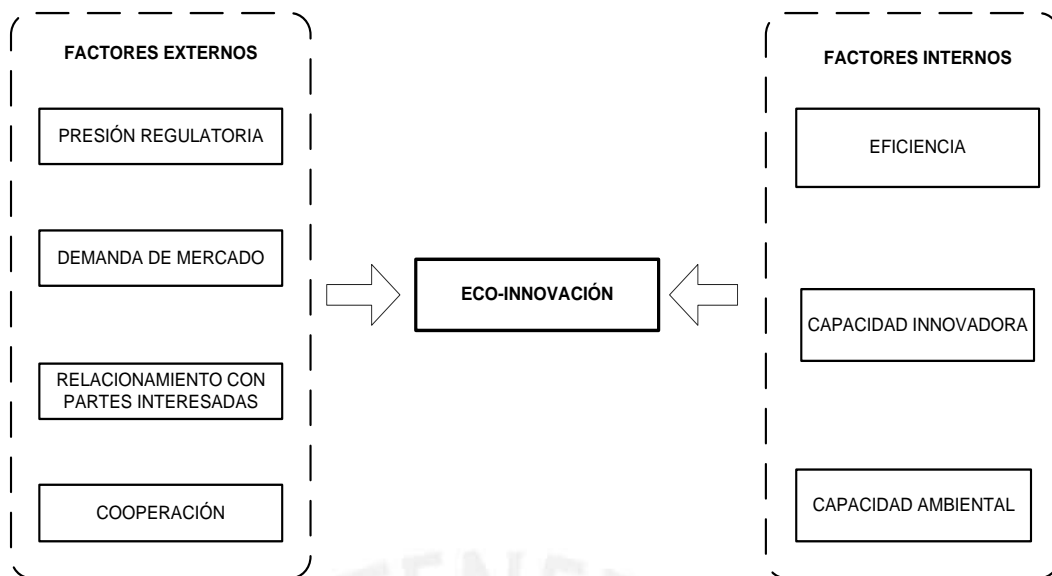 FACTORES EXTERNOS
PRESIÓN REGULATORIA
DEMANDA DE MERCADO
RELACIONAMIENTO CON
PARTES INTERESADAS
COOPERACIÓN
ECO-INNOVACIÓN
FACTORES INTERNOS
EFICIENCIA
CAPACIDAD INNOVADORA
CAPACIDAD AMBIENTAL